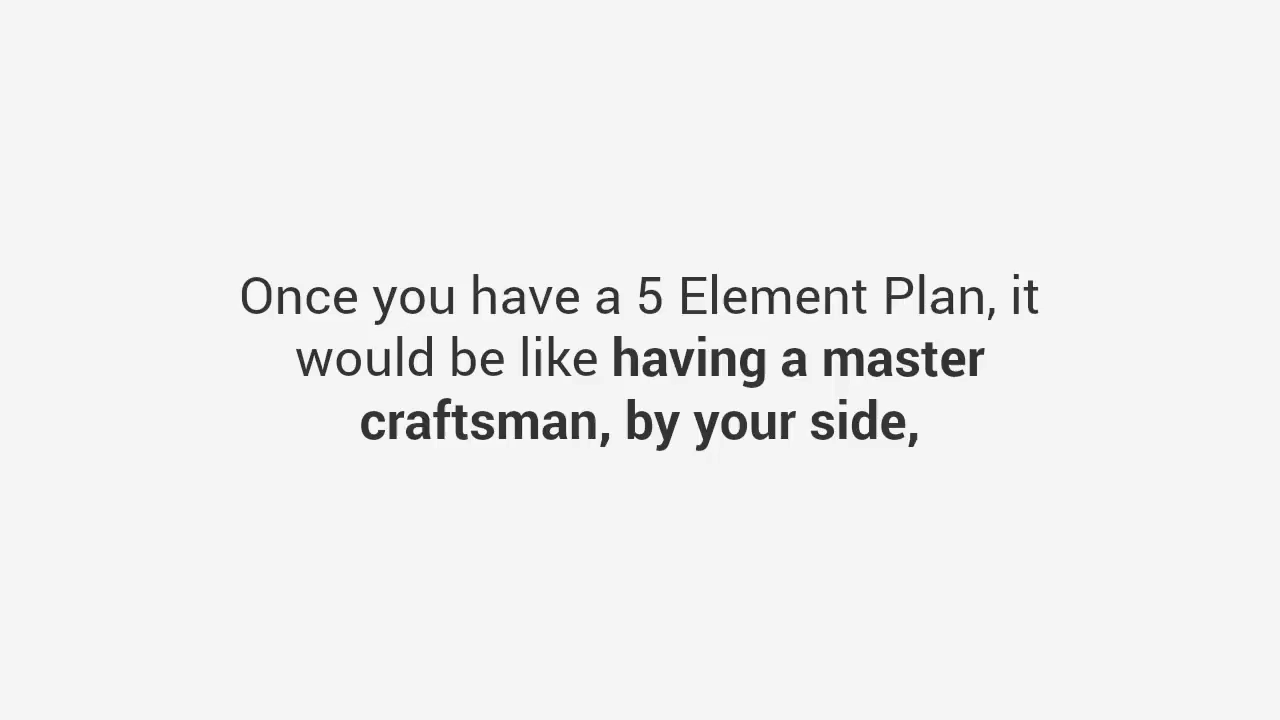 Once you have a 5 Element Plan, it
would be like having a master
craftsman, by your side,